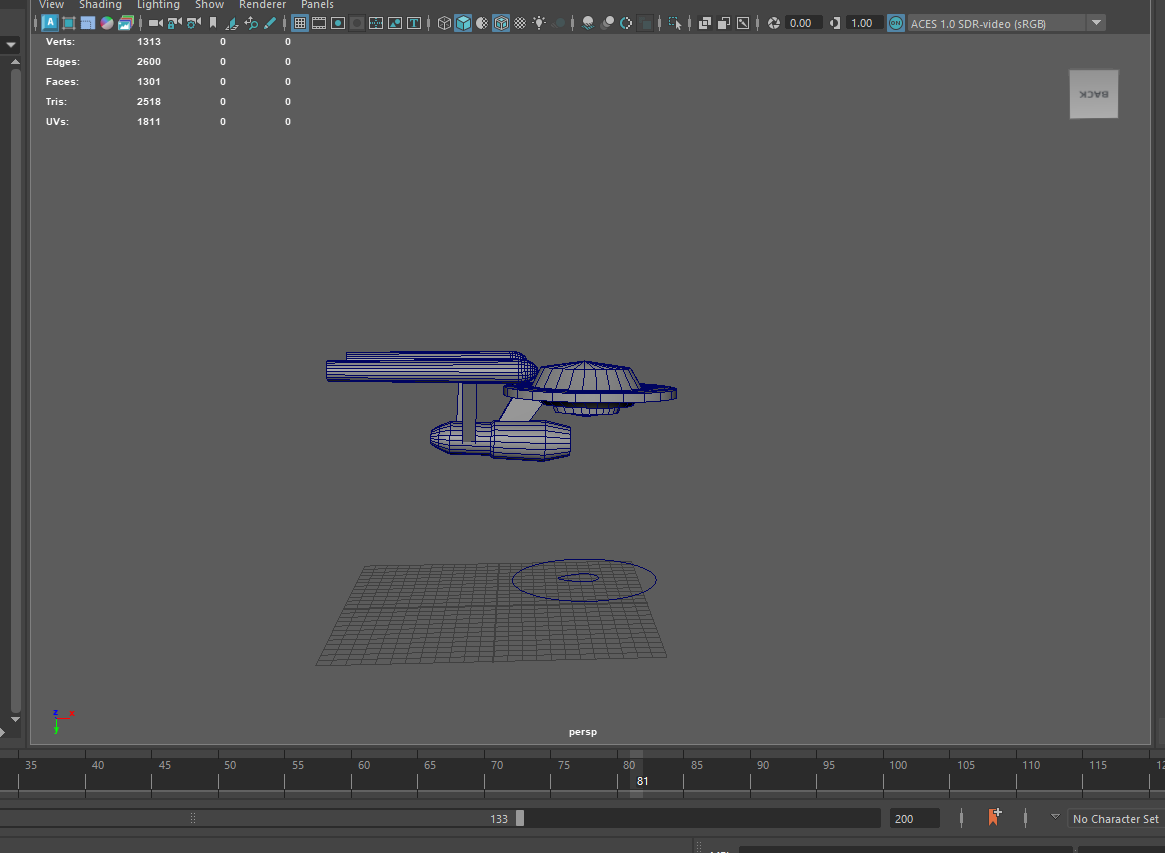 View Shading Lighting Show Renderer Panels
A T 0.00 1.00 ON ACES 1.0 SDR-video (sRGB)
Verts: 1313 0 0
Edges: 2600 0 0
Faces: 1301 0 0
Tris: 2518 0 0
UVs: 1811 0 0
BACK
z x
y
persp
35 40 45 50 55 60 65 70 75 80 85 90 95 100 105 110 115 12
81
133 200 No Character Set